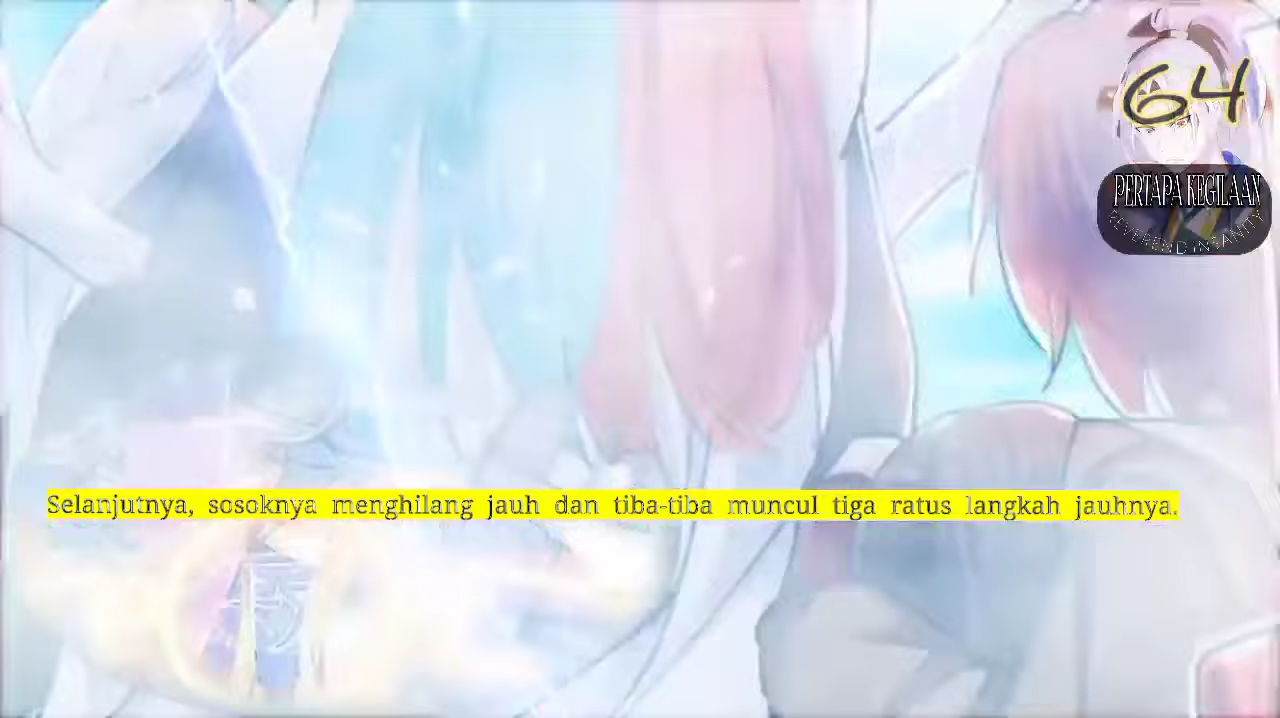 64
PERTAPA KEGILAAN
REVEREND INSANITY
Selanjutnya, sosoknya menghilang jauh dan tiba-tiba muncul tiga ratus langkah jauhnya.